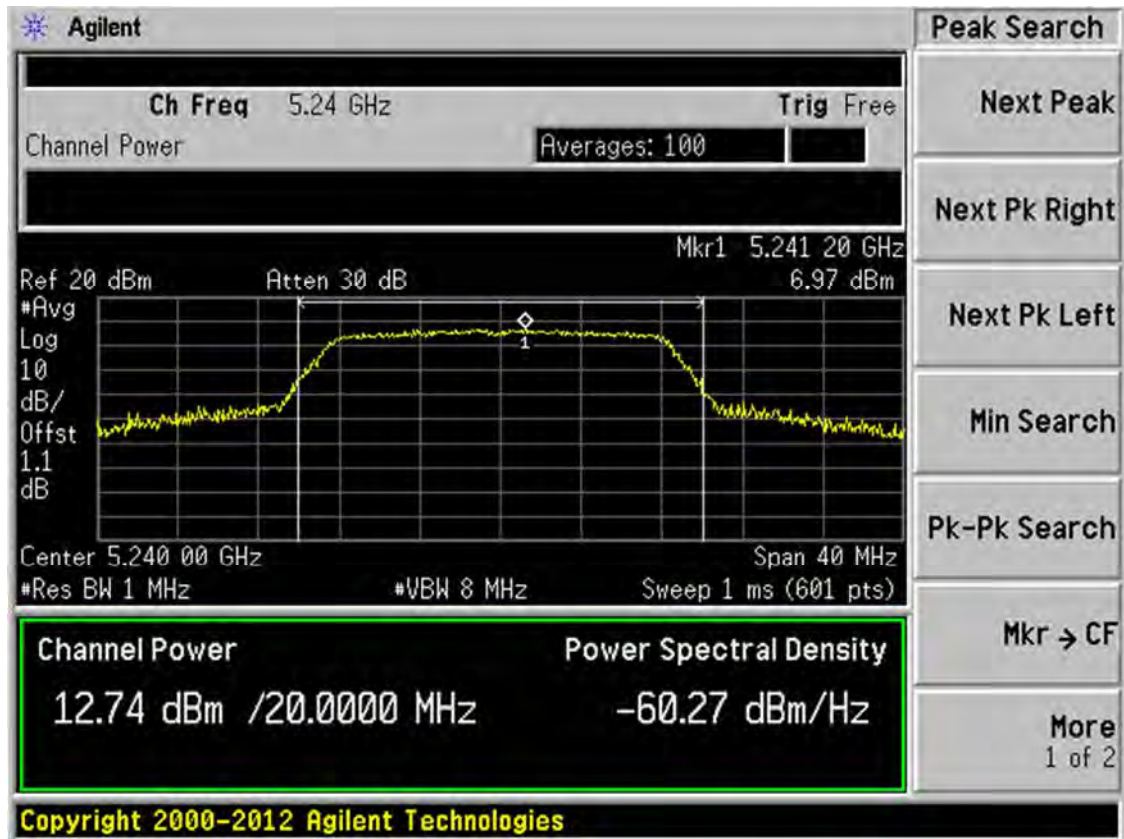 Agilent
Peak Search
Ch Freq 5.24 GHz
Trig Free
Channel Power
Averages: 100
Mkr1 5.241 20 GHz
Ref 20 dBm
Atten 30 dB
6.97 dBm
#Avg
Log
10
dB/
Offst
1.1
dB
1
Center 5.240 00 GHz
Span 40 MHz
#Res BW 1 MHz
#VBW 8 MHz
Sweep 1 ms (601 pts)
Channel Power
Power Spectral Density
12.74 dBm /20.0000 MHz
-60.27 dBm/Hz
Next Peak
Next Pk Right
Next Pk Left
Min Search
Pk-Pk Search
Mkr → CF
More
1 of 2
Copyright 2000-2012 Agilent Technologies